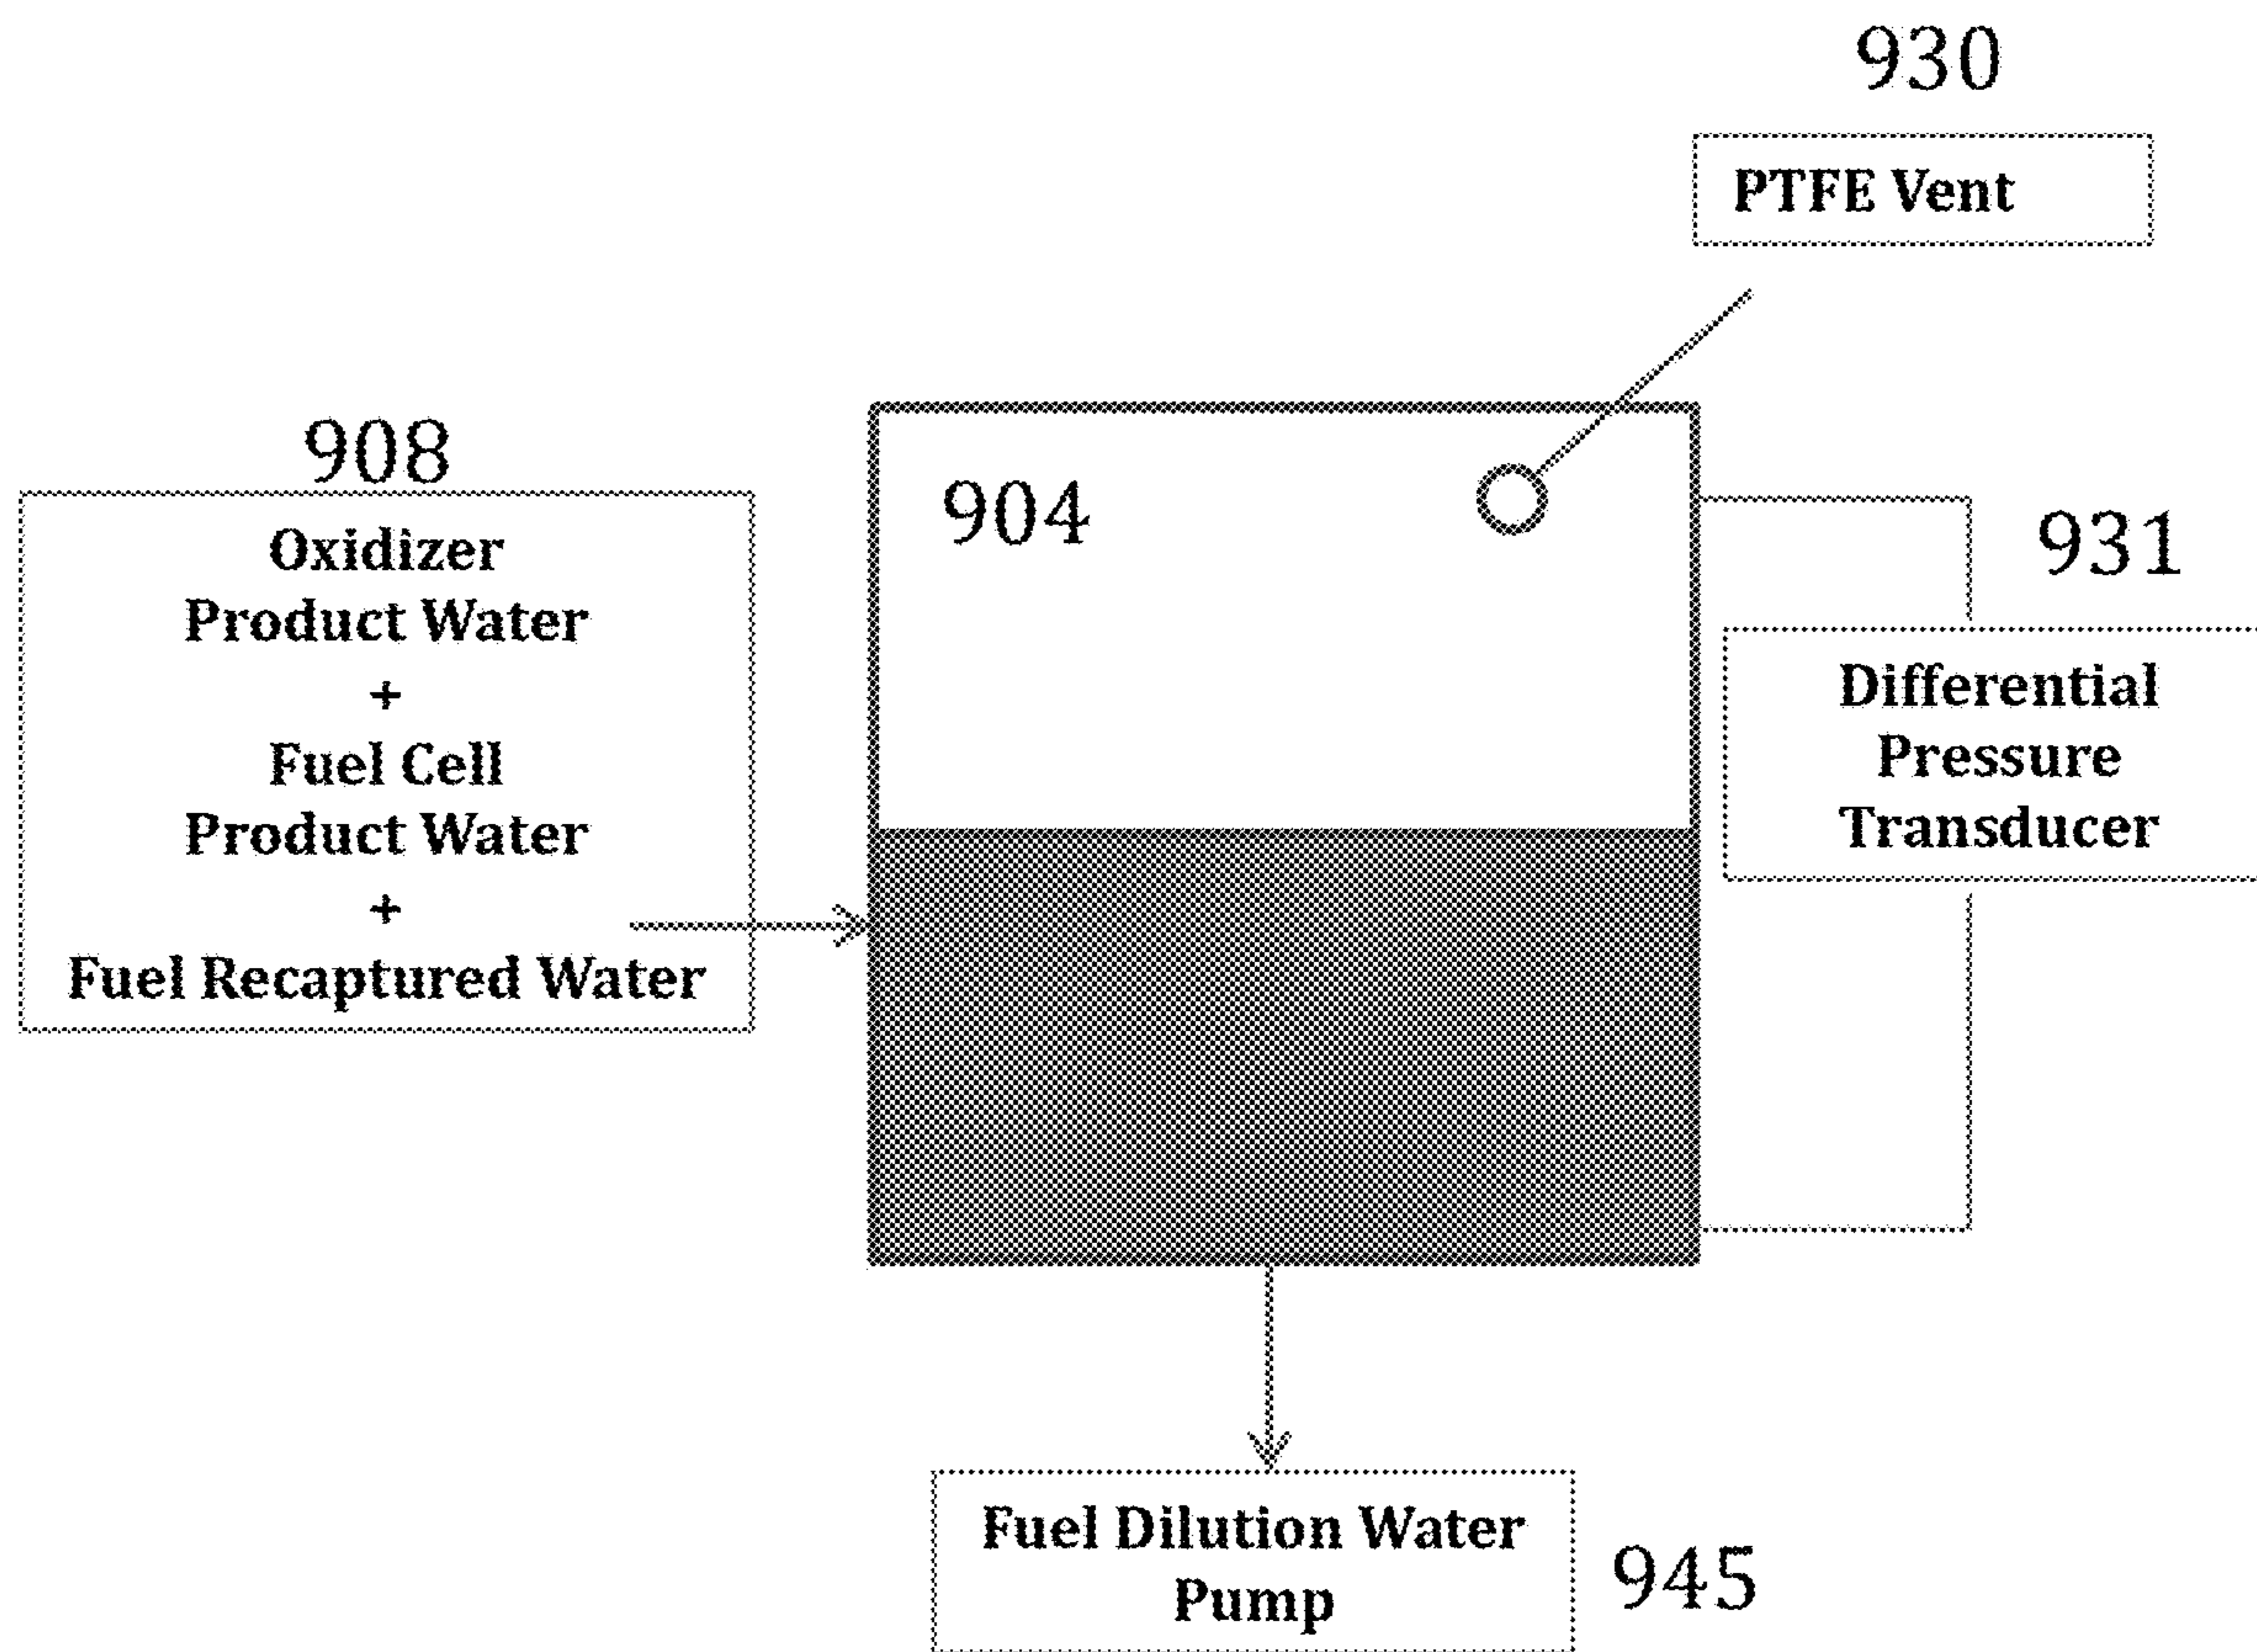 930
PTFE Vent
908
Oxidizer
Product Water
+
Fuel Cell
Product Water
+
Fuel Recaptured Water
904
931
Differential
Pressure
Transducer
Fuel Dilution Water
Pump
945